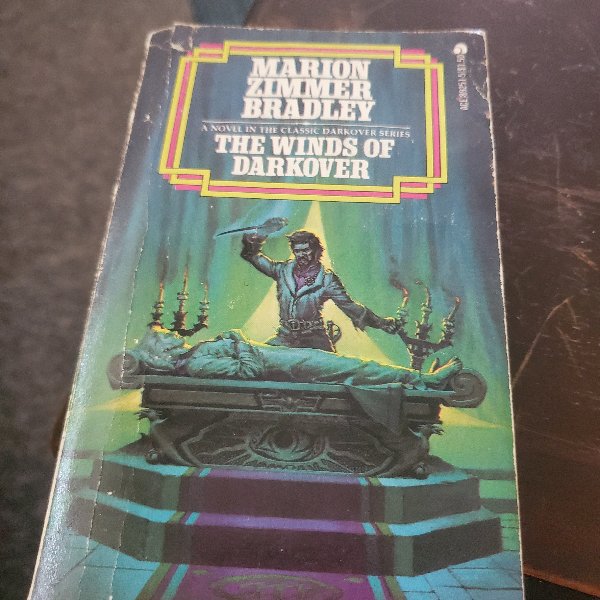 MARION
ZIMMER
BRADLEY
A NOVEL IN THE CLASSIC DARKOVER SERIES
THE WINDS OF
DARKOVER